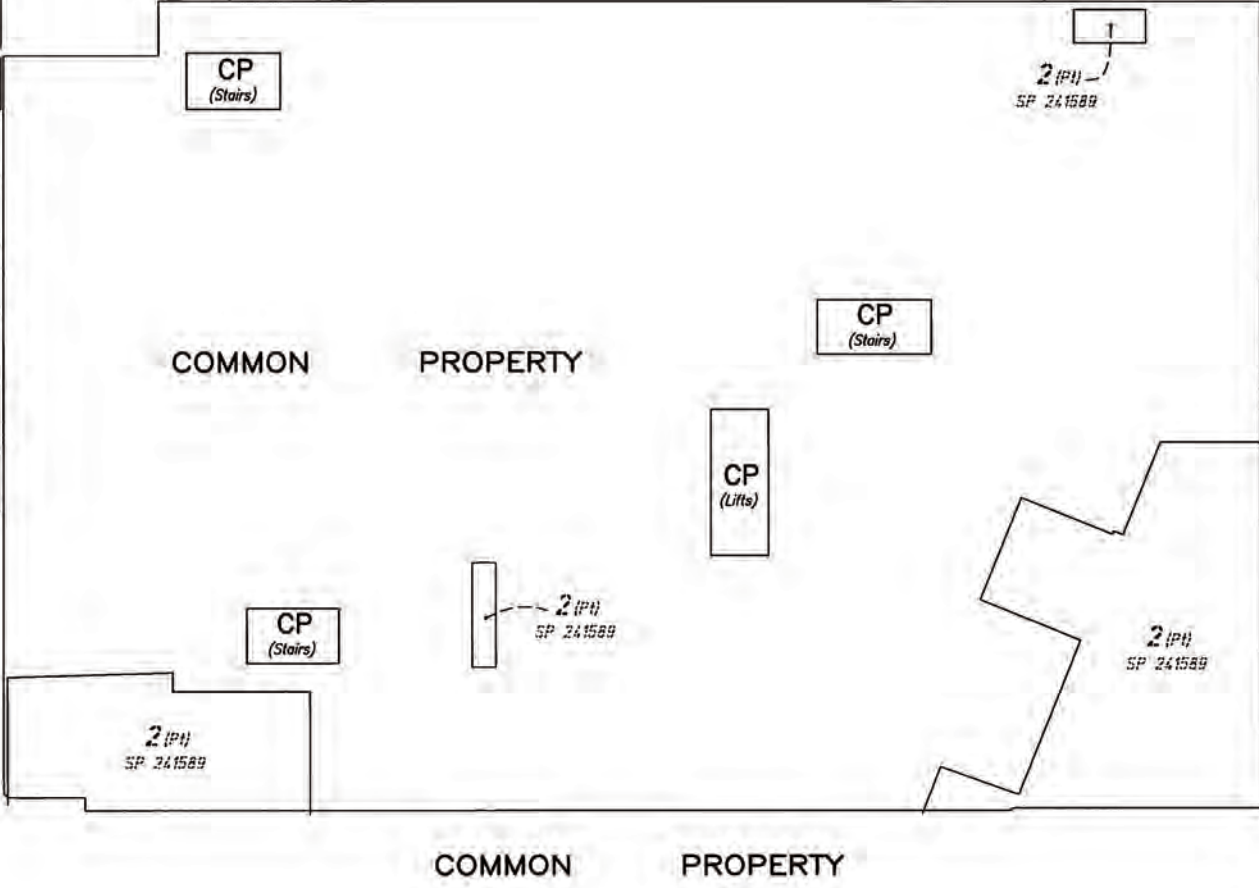 CP
(Stairs)
2 (Pt)
SP 241589
CP
(Stairs)
COMMON PROPERTY
CP
(Lifts)
2 (Pt)
SP 241589
CP
(Stairs)
2 (Pt)
SP 241589
2 (Pt)
SP 241589
COMMON PROPERTY